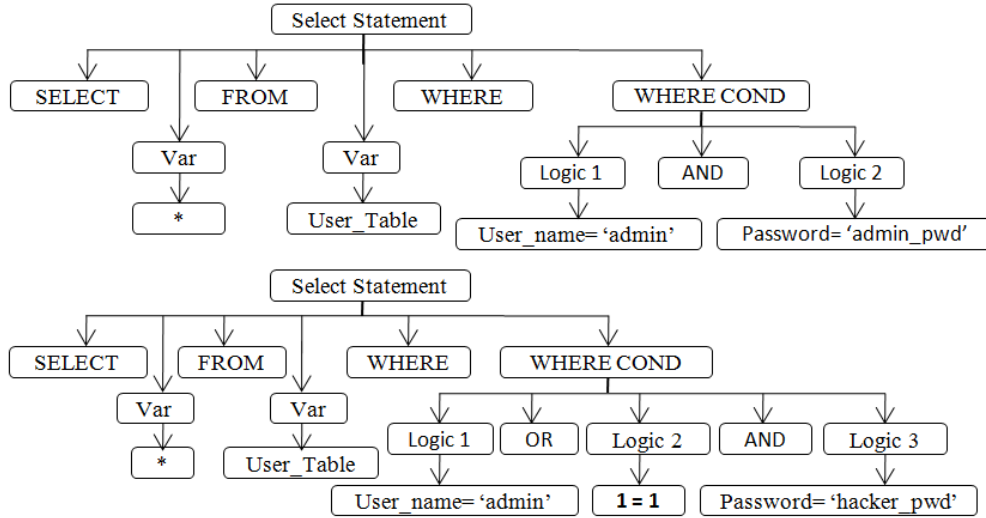 Select Statement
SELECT FROM WHERE WHERE COND
Var Var Logic 1 AND Logic 2
* User_Table User_name= ‘admin’ Password= ‘admin_pwd’
Select Statement
SELECT FROM WHERE WHERE COND
Var Var
Logic 1 OR Logic 2 AND Logic 3
* User_Table
User_name= ‘admin’ 1 = 1 Password= ‘hacker_pwd’